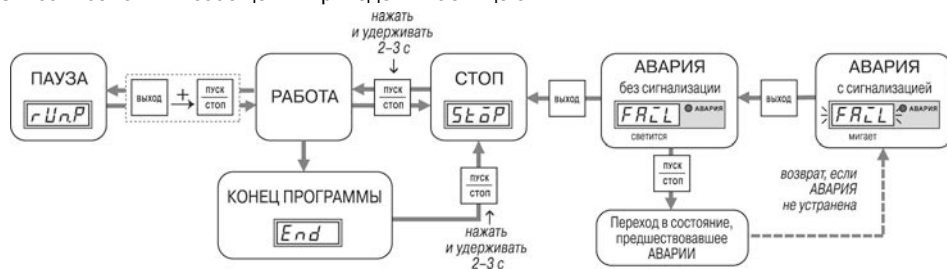 нажать
и удерживать
2–3 с
ПАУЗА
rUn.P
ВЫХОД
+
ПУСК
СТОП
РАБОТА
ПУСК
СТОП
СТОП
StoP
ВЫХОД
АВАРИЯ
без сигнализации
FAiL
АВАРИЯ
светится
ВЫХОД
АВАРИЯ
с сигнализацией
FAiL
АВАРИЯ
мигает
КОНЕЦ ПРОГРАММЫ
End
ПУСК
СТОП
нажать
и удерживать
2–3 с
ПУСК
СТОП
Переход в состояние,
предшествовавшее
АВАРИИ
возврат, если
АВАРИЯ
не устранена